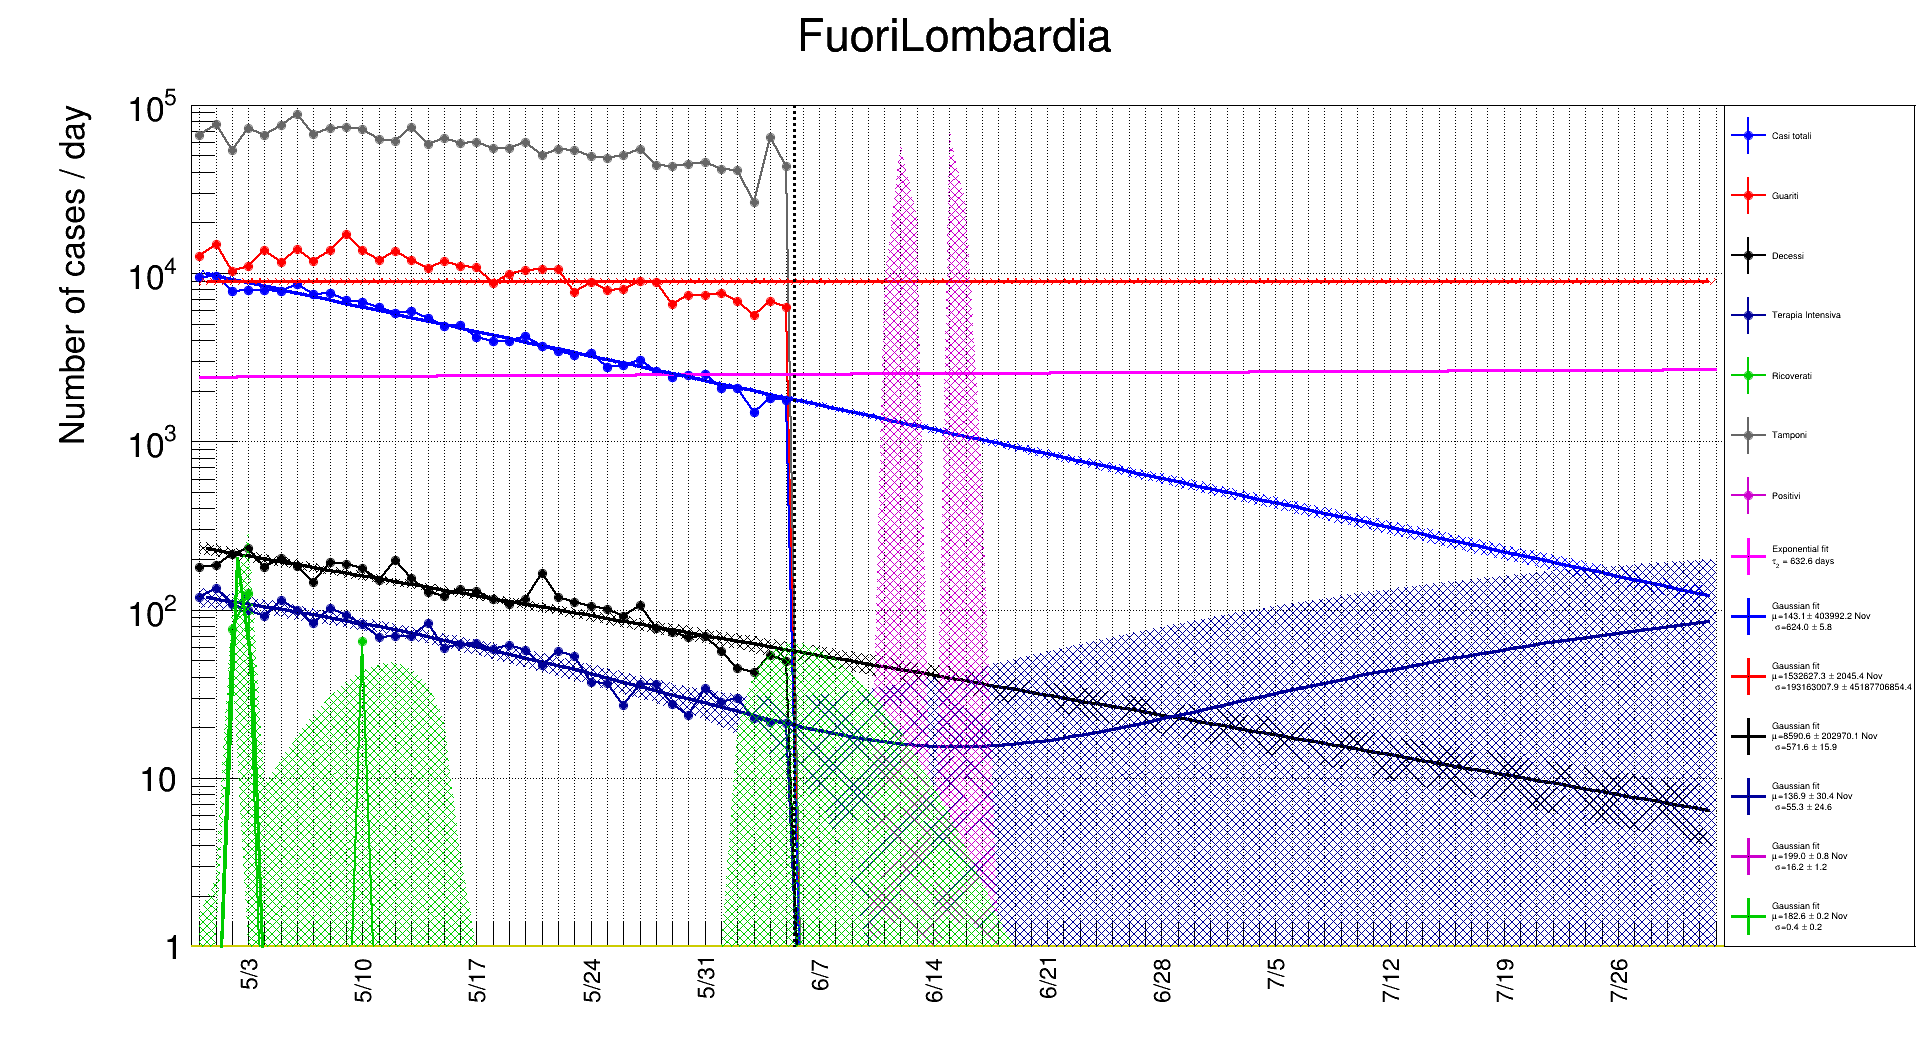 FuoriLombardia
Number of cases / day
10^5
10^4
10^3
10^2
10
1
5/3
5/10
5/17
5/24
5/31
6/7
6/14
6/21
6/28
7/5
7/12
7/19
7/26
Casi totali
Guariti
Decessi
Terapia Intensiva
Ricoverati
Tamponi
Positivi
Exponential fit
τ_2 = 632.6 days
Gaussian fit
μ=143.1 ± 403992.2 Nov
σ=624.0 ± 5.8
Gaussian fit
μ=1532627.3 ± 2045.4 Nov
σ=193163007.9 ± 45187706854.4
Gaussian fit
μ=8590.6 ± 202970.1 Nov
σ=571.6 ± 15.9
Gaussian fit
μ=136.9 ± 30.4 Nov
σ=55.3 ± 24.6
Gaussian fit
μ=199.0 ± 0.8 Nov
σ=16.2 ± 1.2
Gaussian fit
μ=182.6 ± 0.2 Nov
σ=0.4 ± 0.2